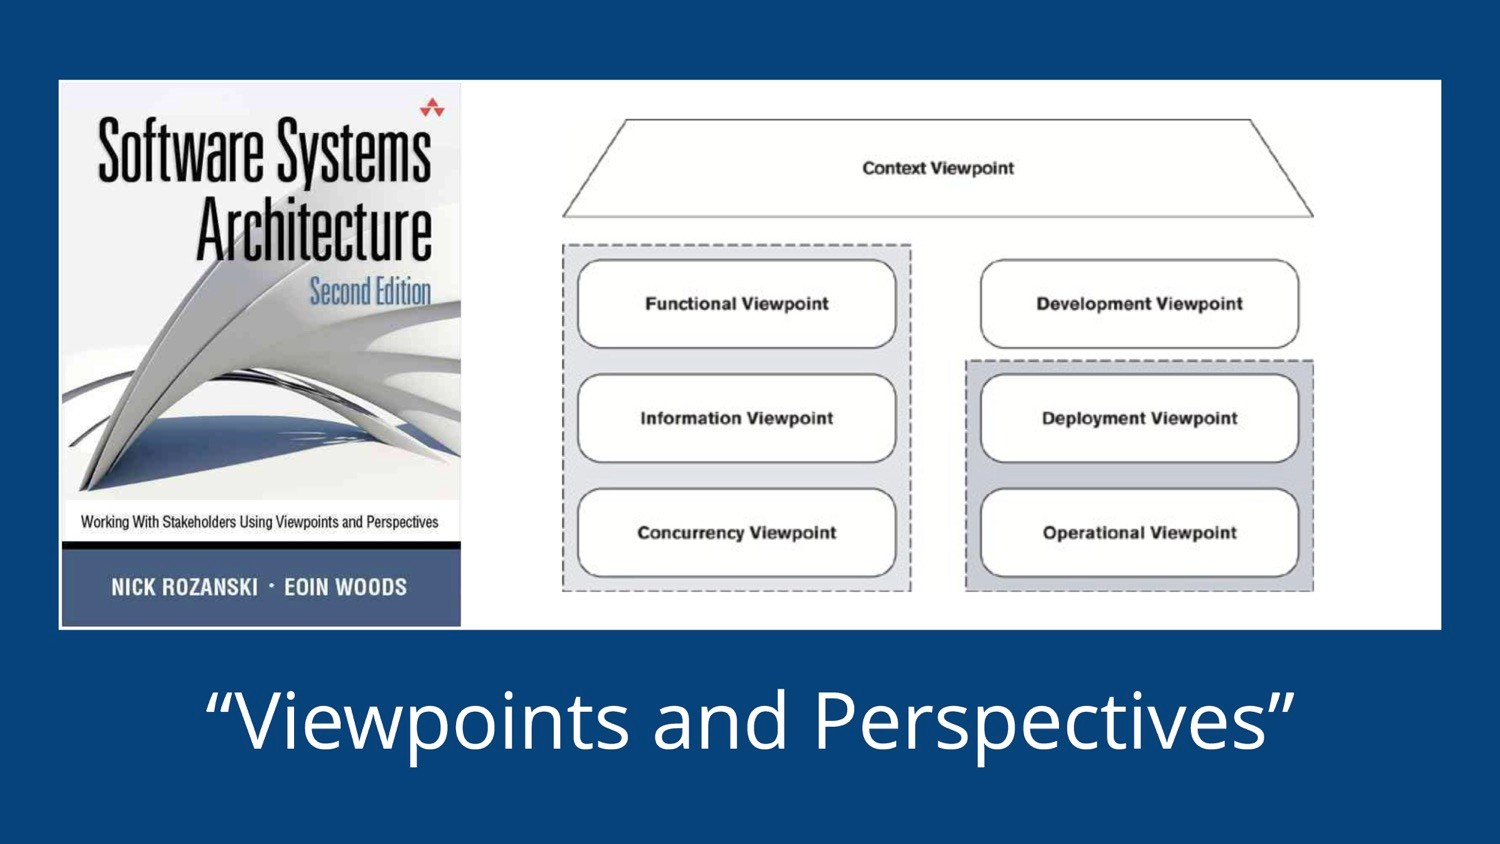 Software Systems
Architecture
Second Edition
Working With Stakeholders Using Viewpoints and Perspectives
NICK ROZANSKI · EOIN WOODS
Context Viewpoint
Functional Viewpoint
Information Viewpoint
Concurrency Viewpoint
Development Viewpoint
Deployment Viewpoint
Operational Viewpoint
“Viewpoints and Perspectives”